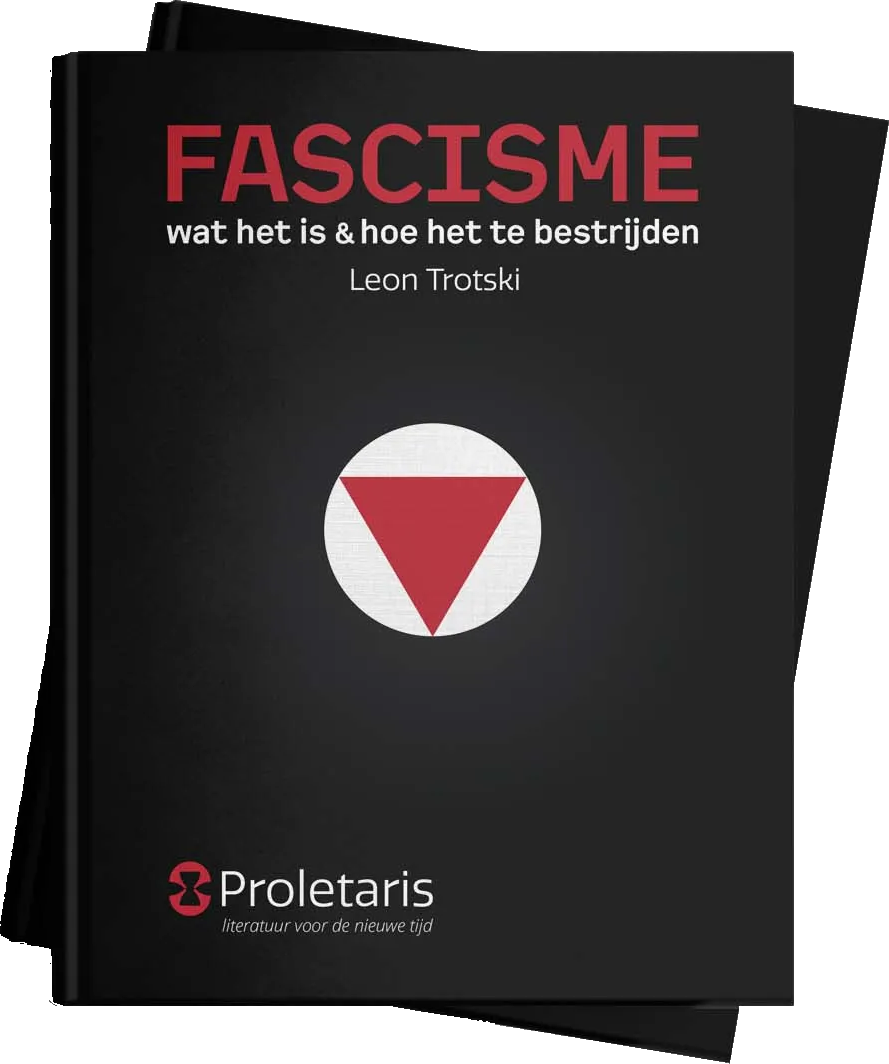 FASCISME
wat het is & hoe het te bestrijden
Leon Trotski
Proletaris
literatuur voor de nieuwe tijd